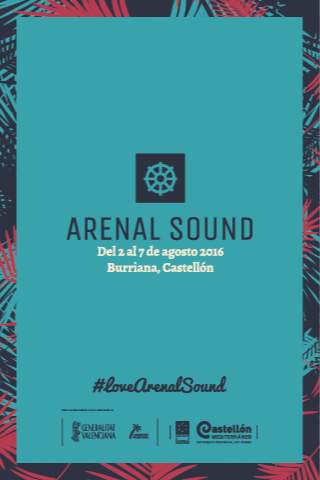 ARENAL SOUND
Del 2 al 7 de agosto 2016
Burriana, Castellón
#LoveArenalSound
GENERALITAT
VALENCIANA
Castellón
MEDITERRÁNEO